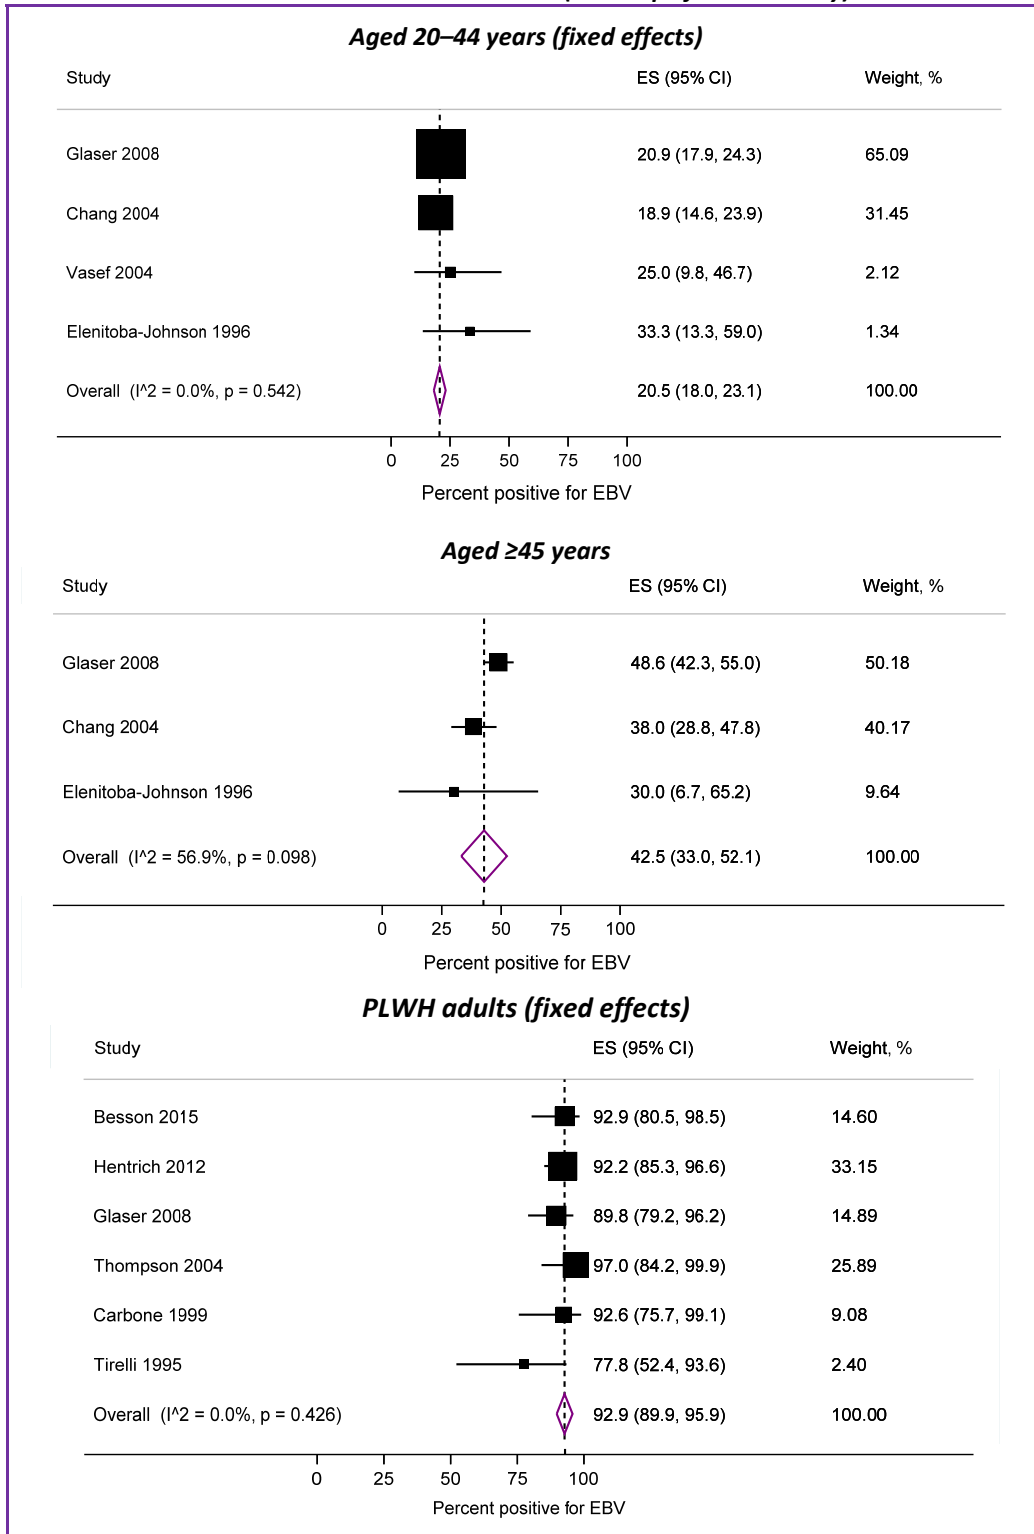 Aged 20–44 years (fixed effects)
Study ES (95% CI) Weight, %
Glaser 2008 20.9 (17.9, 24.3) 65.09
Chang 2004 18.9 (14.6, 23.9) 31.45
Vasef 2004 25.0 (9.8, 46.7) 2.12
Elenitoba-Johnson 1996 33.3 (13.3, 59.0) 1.34
Overall (I^2 = 0.0%, p = 0.542) 20.5 (18.0, 23.1) 100.00
0 25 50 75 100
Percent positive for EBV
Aged ≥45 years
Study ES (95% CI) Weight, %
Glaser 2008 48.6 (42.3, 55.0) 50.18
Chang 2004 38.0 (28.8, 47.8) 40.17
Elenitoba-Johnson 1996 30.0 (6.7, 65.2) 9.64
Overall (I^2 = 56.9%, p = 0.098) 42.5 (33.0, 52.1) 100.00
0 25 50 75 100
Percent positive for EBV
PLWH adults (fixed effects)
Study ES (95% CI) Weight, %
Besson 2015 92.9 (80.5, 98.5) 14.60
Hentrich 2012 92.2 (85.3, 96.6) 33.15
Glaser 2008 89.8 (79.2, 96.2) 14.89
Thompson 2004 97.0 (84.2, 99.9) 25.89
Carbone 1999 92.6 (75.7, 99.1) 9.08
Tirelli 1995 77.8 (52.4, 93.6) 2.40
Overall (I^2 = 0.0%, p = 0.426) 92.9 (89.9, 95.9) 100.00
0 25 50 75 100
Percent positive for EBV